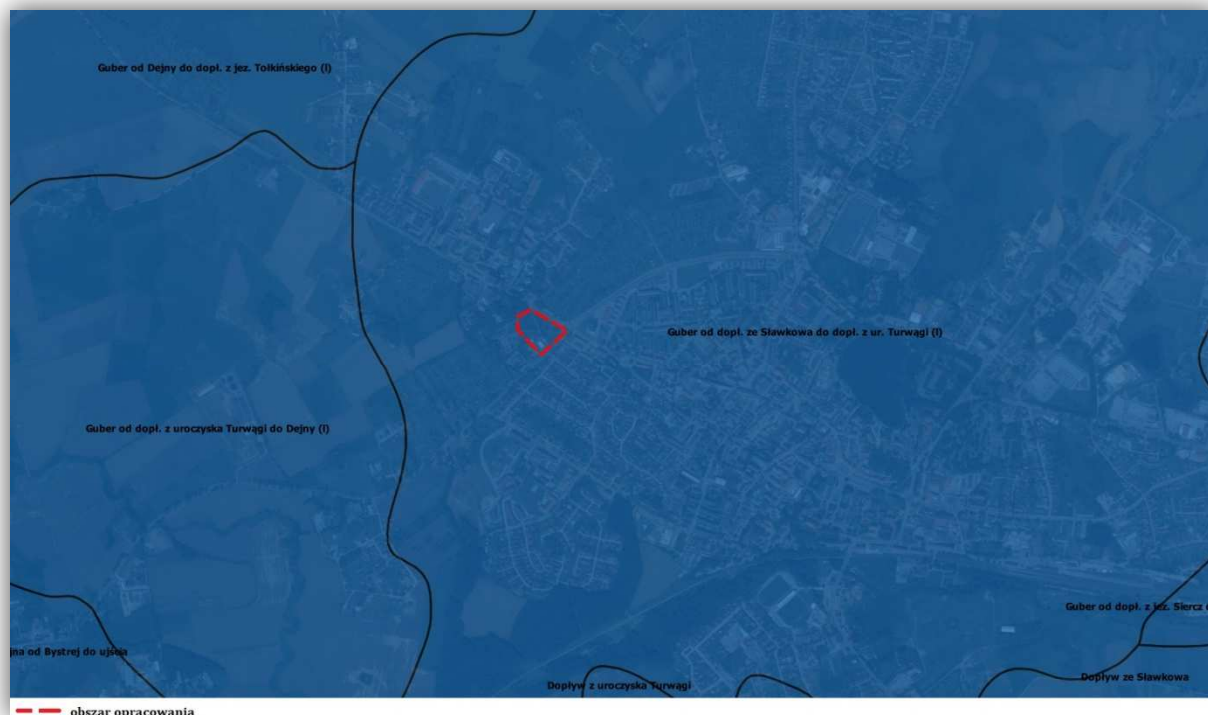 Guber od Dejny do dopł. z jez. Tołkińskiego (l)
Guber od dopł. ze Sławkowa do dopł. z ur. Turwągi (l)
Guber od dopł. z uroczyska Turwągi do Dejny (l)
Guber od dopł. z jez. Siercz
jna od Bystrej do ujścia
Dopływ z uroczyska Turwągi
Dopływ ze Sławkowa
obszar opracowania